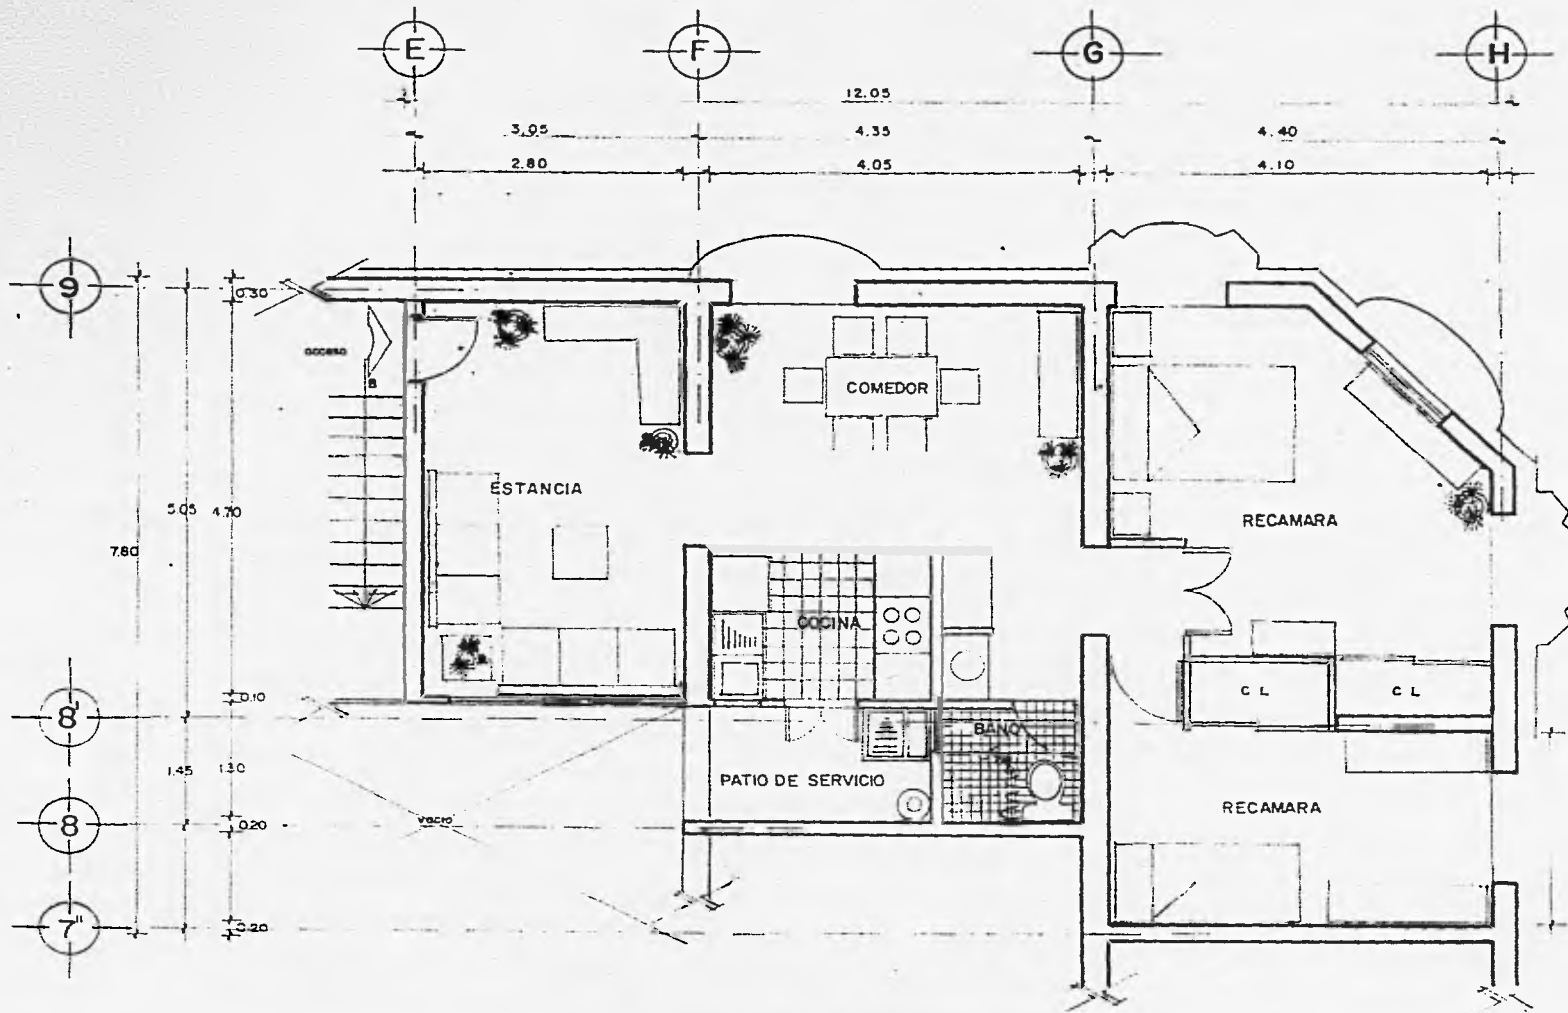 E
F
G
H
12.05
3.05
4.35
4.40
2.80
4.05
4.10
9
0.30
acceso
B
COMEDOR
ESTANCIA
5.05
4.70
7.80
RECAMARA
COCINA
0.10
C L
C L
8'
BAÑO
1.45
1.30
PATIO DE SERVICIO
RECAMARA
8
0.20
vacio
7"
0.20